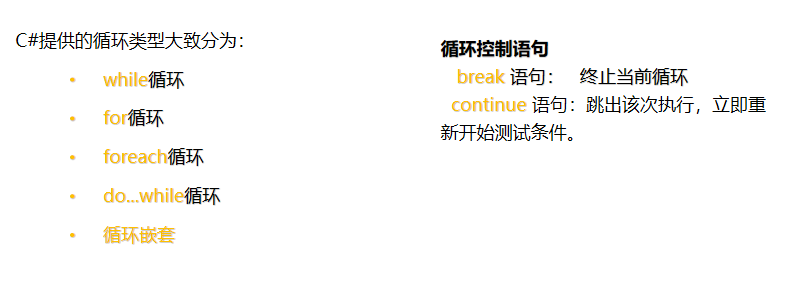 C#提供的循环类型大致分为：
• while循环
• for循环
• foreach循环
• do...while循环
• 循环嵌套
循环控制语句
break 语句： 终止当前循环
continue 语句：跳出该次执行，立即重
新开始测试条件。